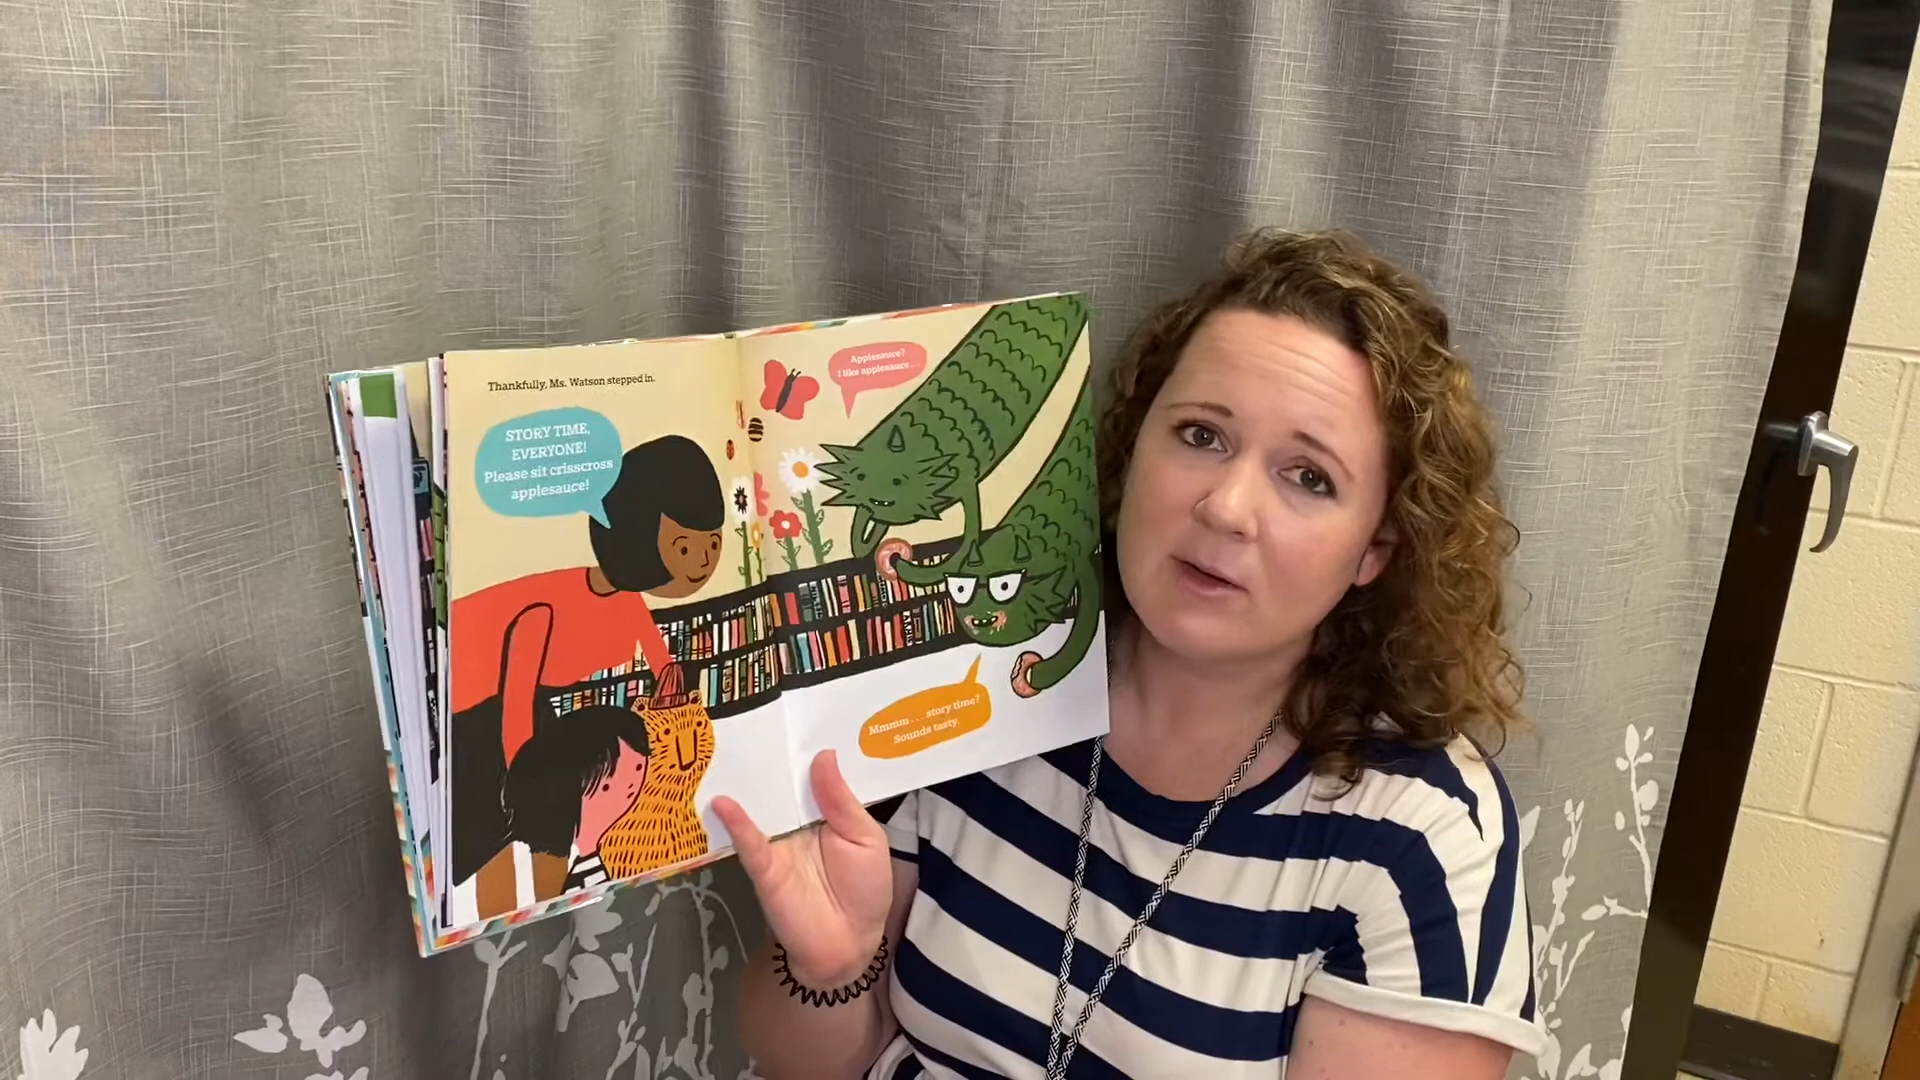 Thankfully, Ms. Watson stepped in.
STORY TIME,
EVERYONE!
Please sit crisscross
applesauce!
Applesauce?
I like applesauce...
Mmmm... story time?
Sounds tasty.